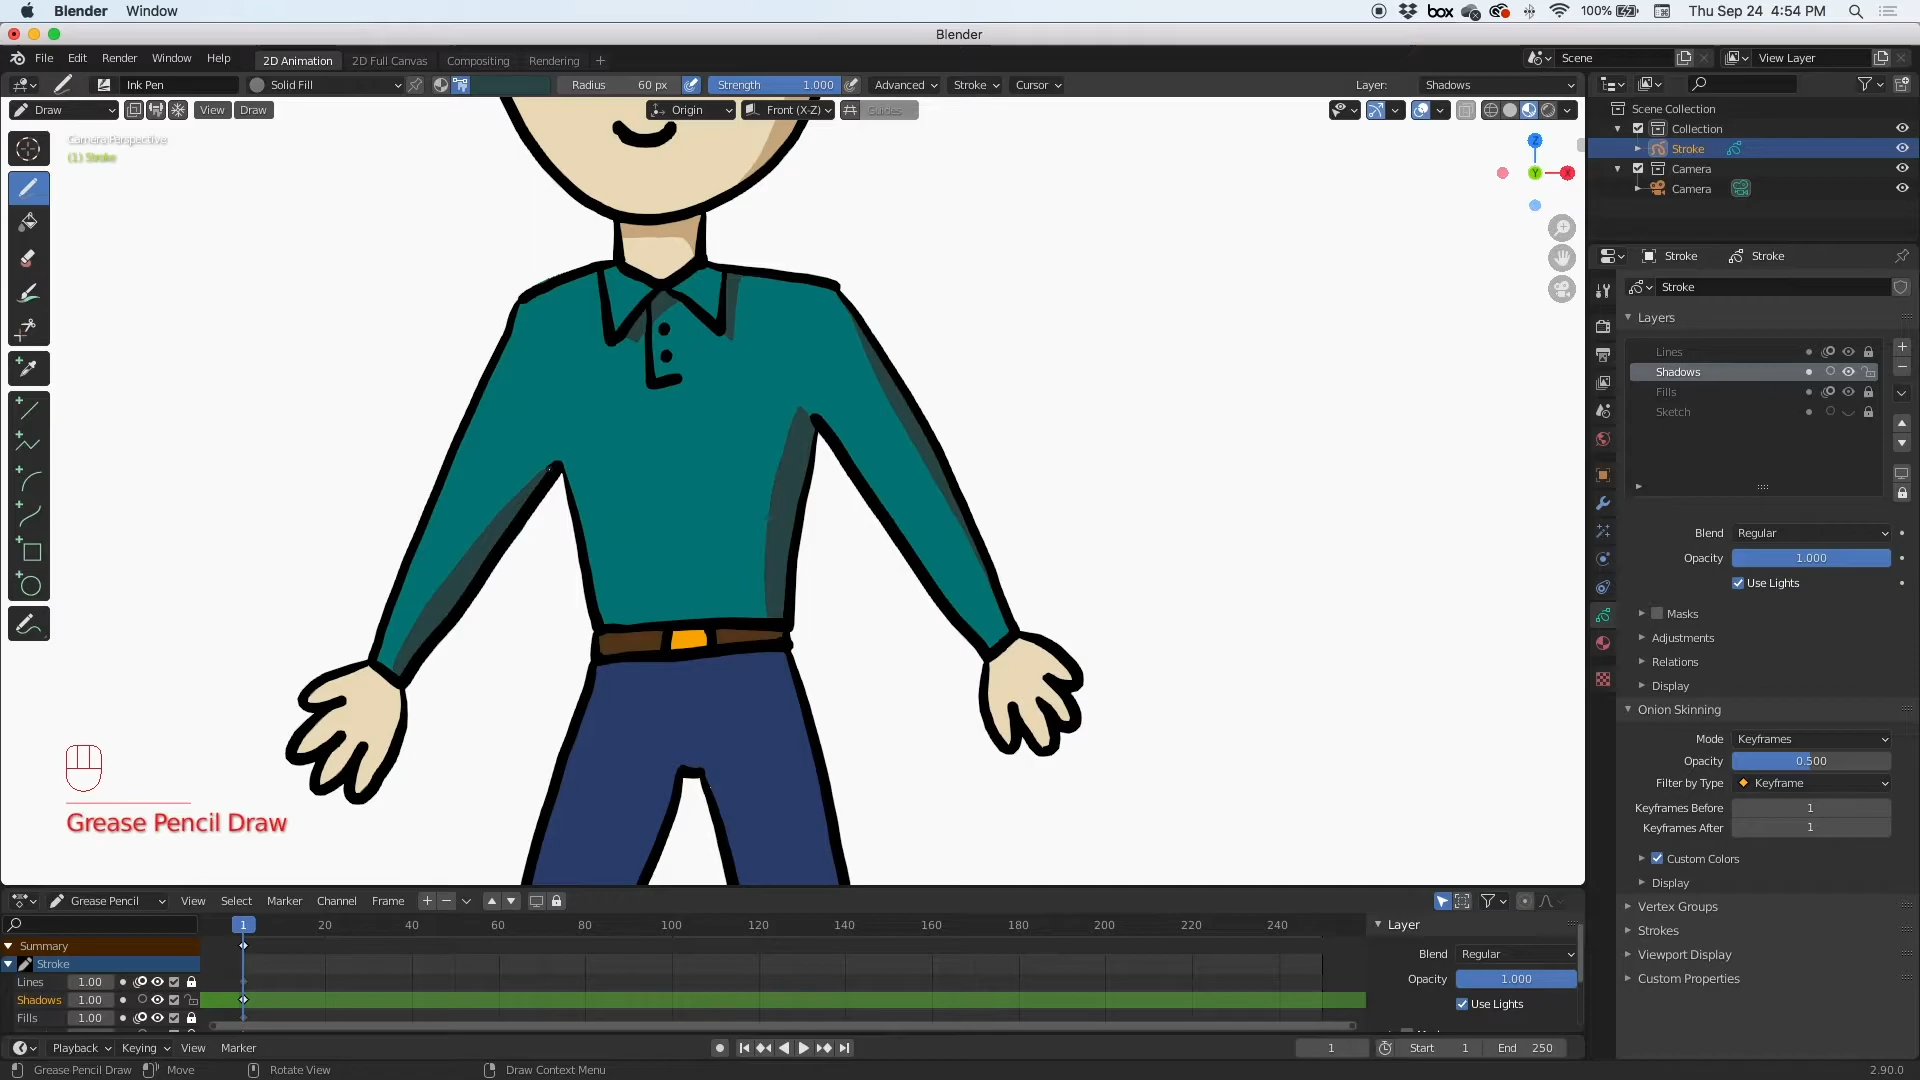 Blender Window box 100% Thu Sep 24 4:54 PM
Blender
File Edit Render Window Help 2D Animation 2D Full Canvas Compositing Rendering + Scene View Layer
Ink Pen Solid Fill Radius 60 px Strength 1.000 Advanced Stroke Cursor Layer: Shadows
Draw View Draw Origin Front (X-Z) Guides
Scene Collection
Collection
Stroke
Camera
Camera
Camera Perspective
(1) Stroke
Z
Y X
Stroke Stroke
Stroke
Layers
Lines
Shadows
Fills
Sketch
Blend Regular
Opacity 1.000
Use Lights
Masks
Adjustments
Relations
Display
Onion Skinning
Mode Keyframes
Opacity 0.500
Filter by Type Keyframe
Keyframes Before 1
Keyframes After 1
Custom Colors
Display
Vertex Groups
Strokes
Viewport Display
Custom Properties
Grease Pencil Draw
Grease Pencil View Select Marker Channel Frame
1 20 40 60 80 100 120 140 160 180 200 220 240
Summary
Stroke
Lines 1.00
Shadows 1.00
Fills 1.00
Layer
Blend Regular
Opacity 1.000
Use Lights
Playback Keying View Marker 1 Start 1 End 250
Grease Pencil Draw Move Rotate View Draw Context Menu 2.90.0